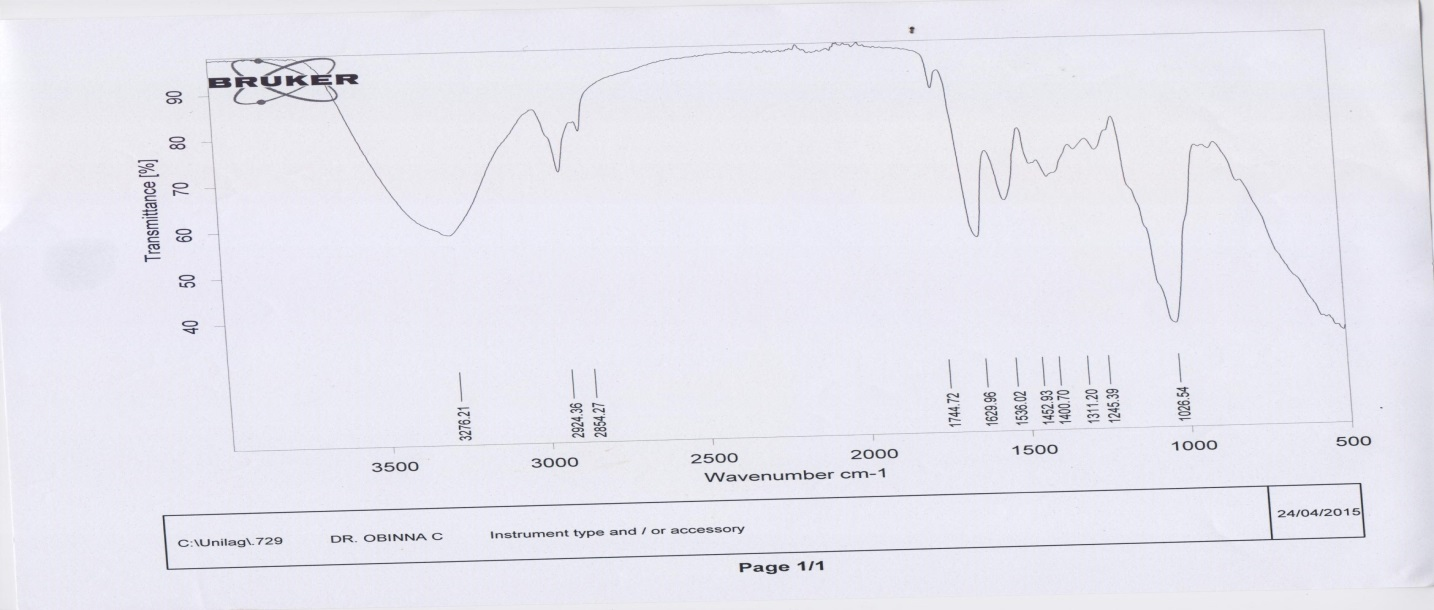 BRUKER
Transmittance [%]
90
80
70
60
50
40
3276.21
2924.36
2854.27
1744.72
1629.96
1536.02
1452.93
1400.70
1311.20
1245.39
1026.54
3500 3000 2500 2000 1500 1000 500
Wavenumber cm-1
C:\Unilag\.729 DR. OBINNA C Instrument type and / or accessory 24/04/2015
Page 1/1